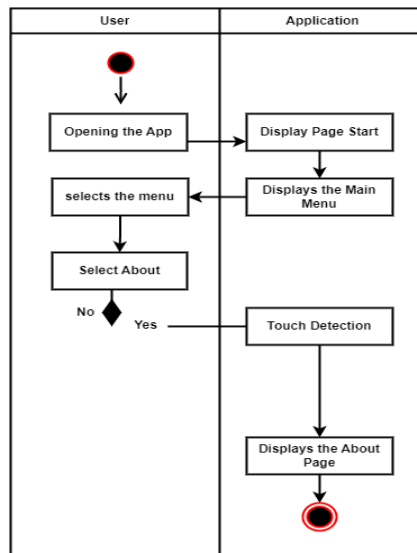 User
Application
Opening the App
Display Page Start
selects the menu
Displays the Main
Menu
Select About
No
Yes
Touch Detection
Displays the About
Page